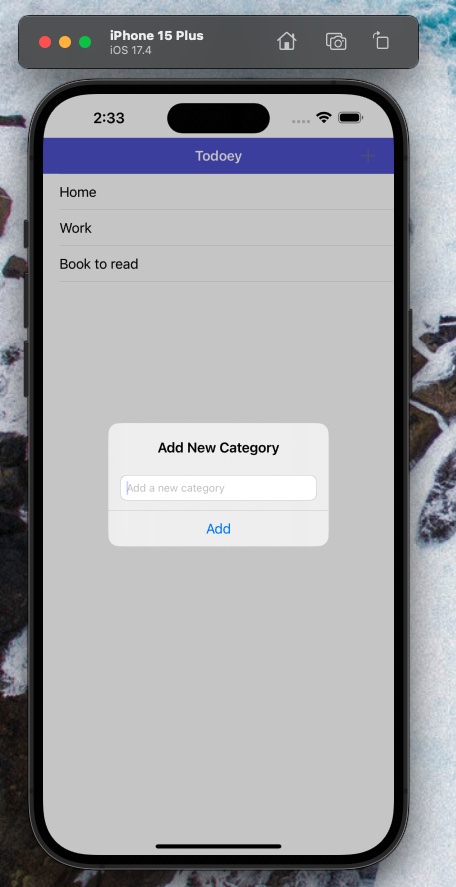 iPhone 15 Plus
iOS 17.4
2:33
Todoey
Home
Work
Book to read
Add New Category
Add a new category
Add